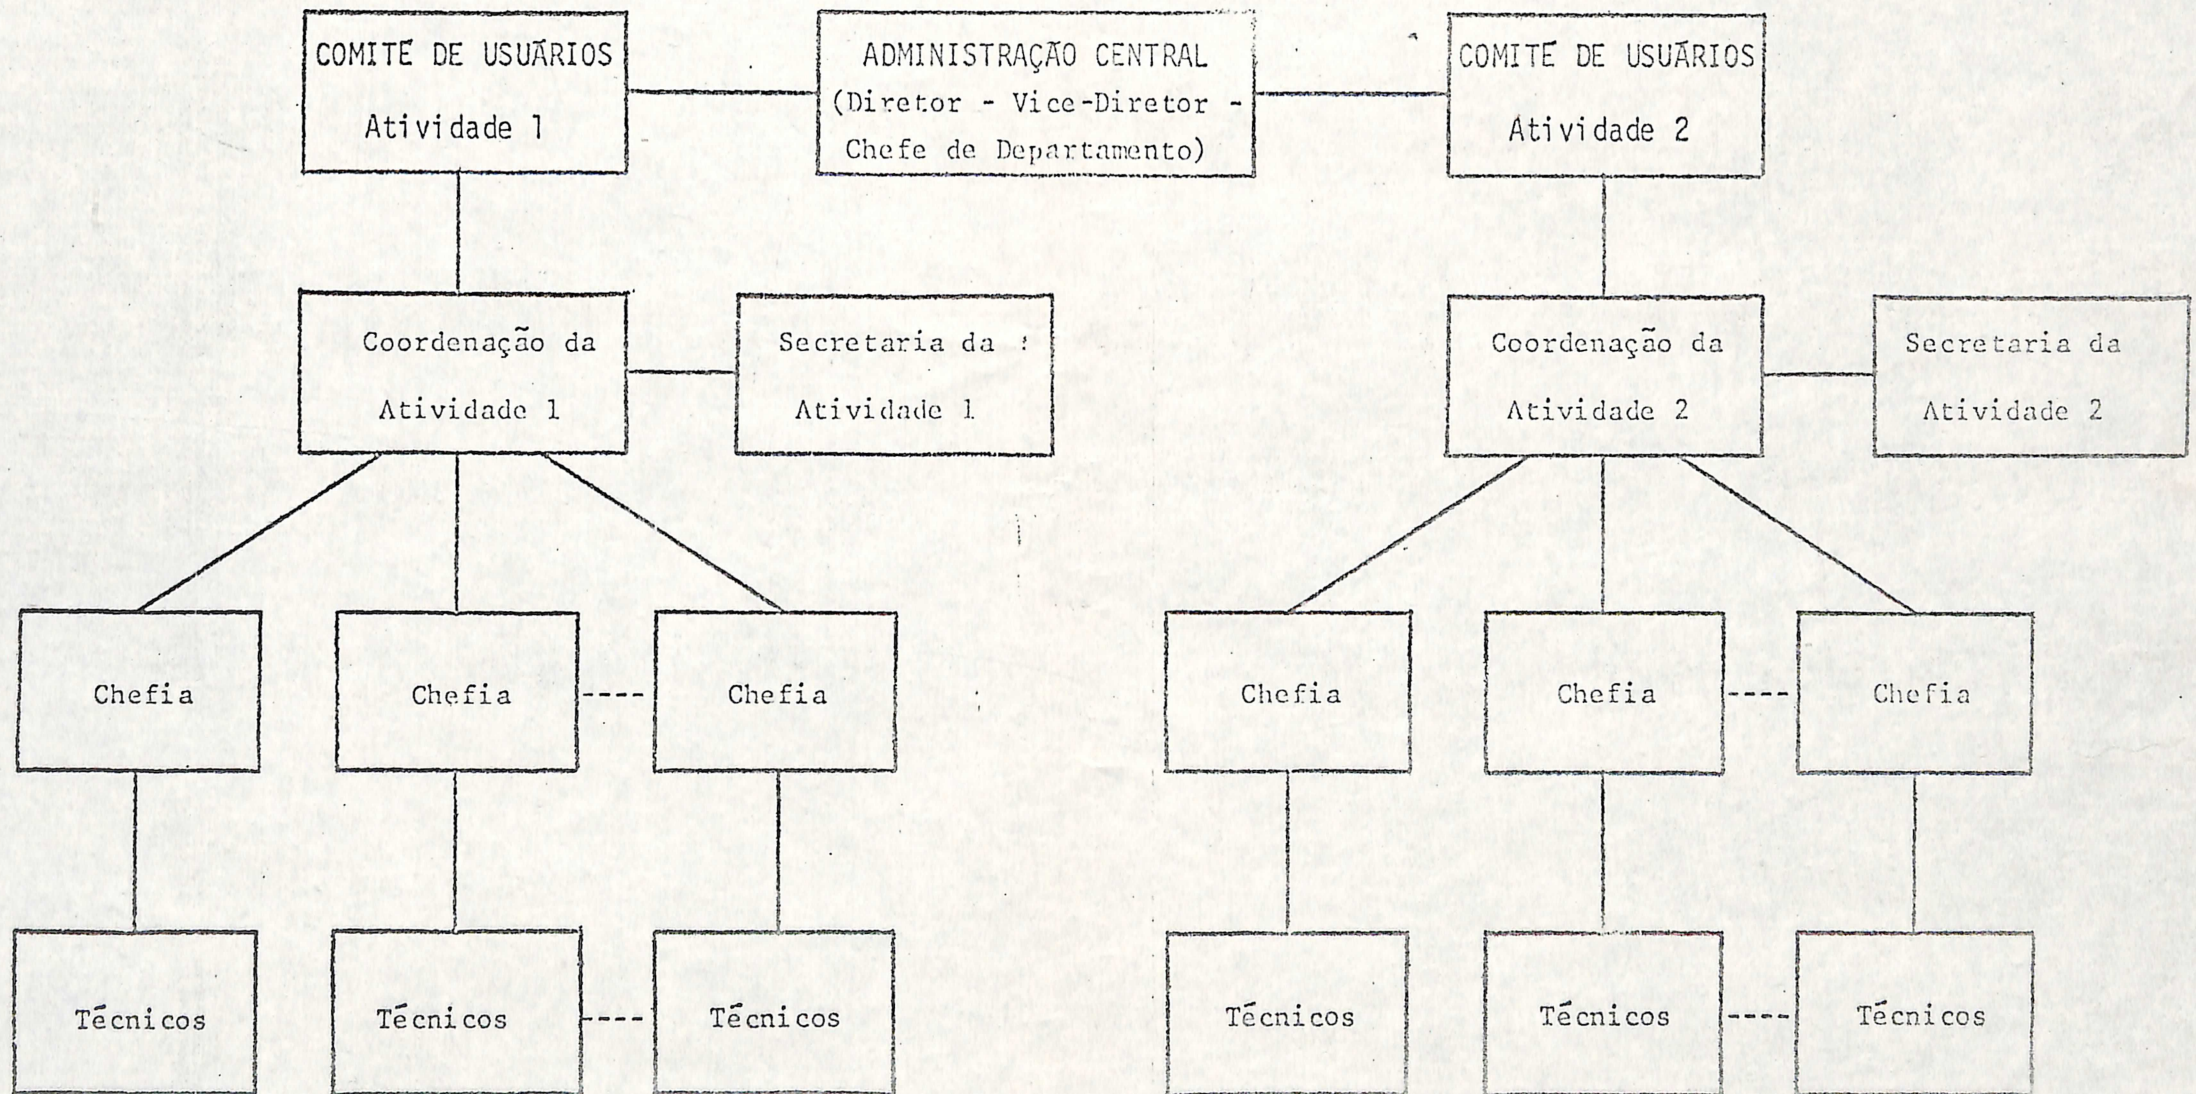 COMITÉ DE USUÁRIOS
Atividade 1
ADMINISTRAÇÃO CENTRAL
(Diretor - Vice-Diretor -
Chefe de Departamento)
COMITÉ DE USUÁRIOS
Atividade 2
Coordenação da
Atividade 1
Secretaria da
Atividade 1
Coordenação da
Atividade 2
Secretaria da
Atividade 2
Chefia
Chefia
----
Chefia
Chefia
Chefia
----
Chefia
Técnicos
Técnicos
----
Técnicos
Técnicos
Técnicos
----
Técnicos